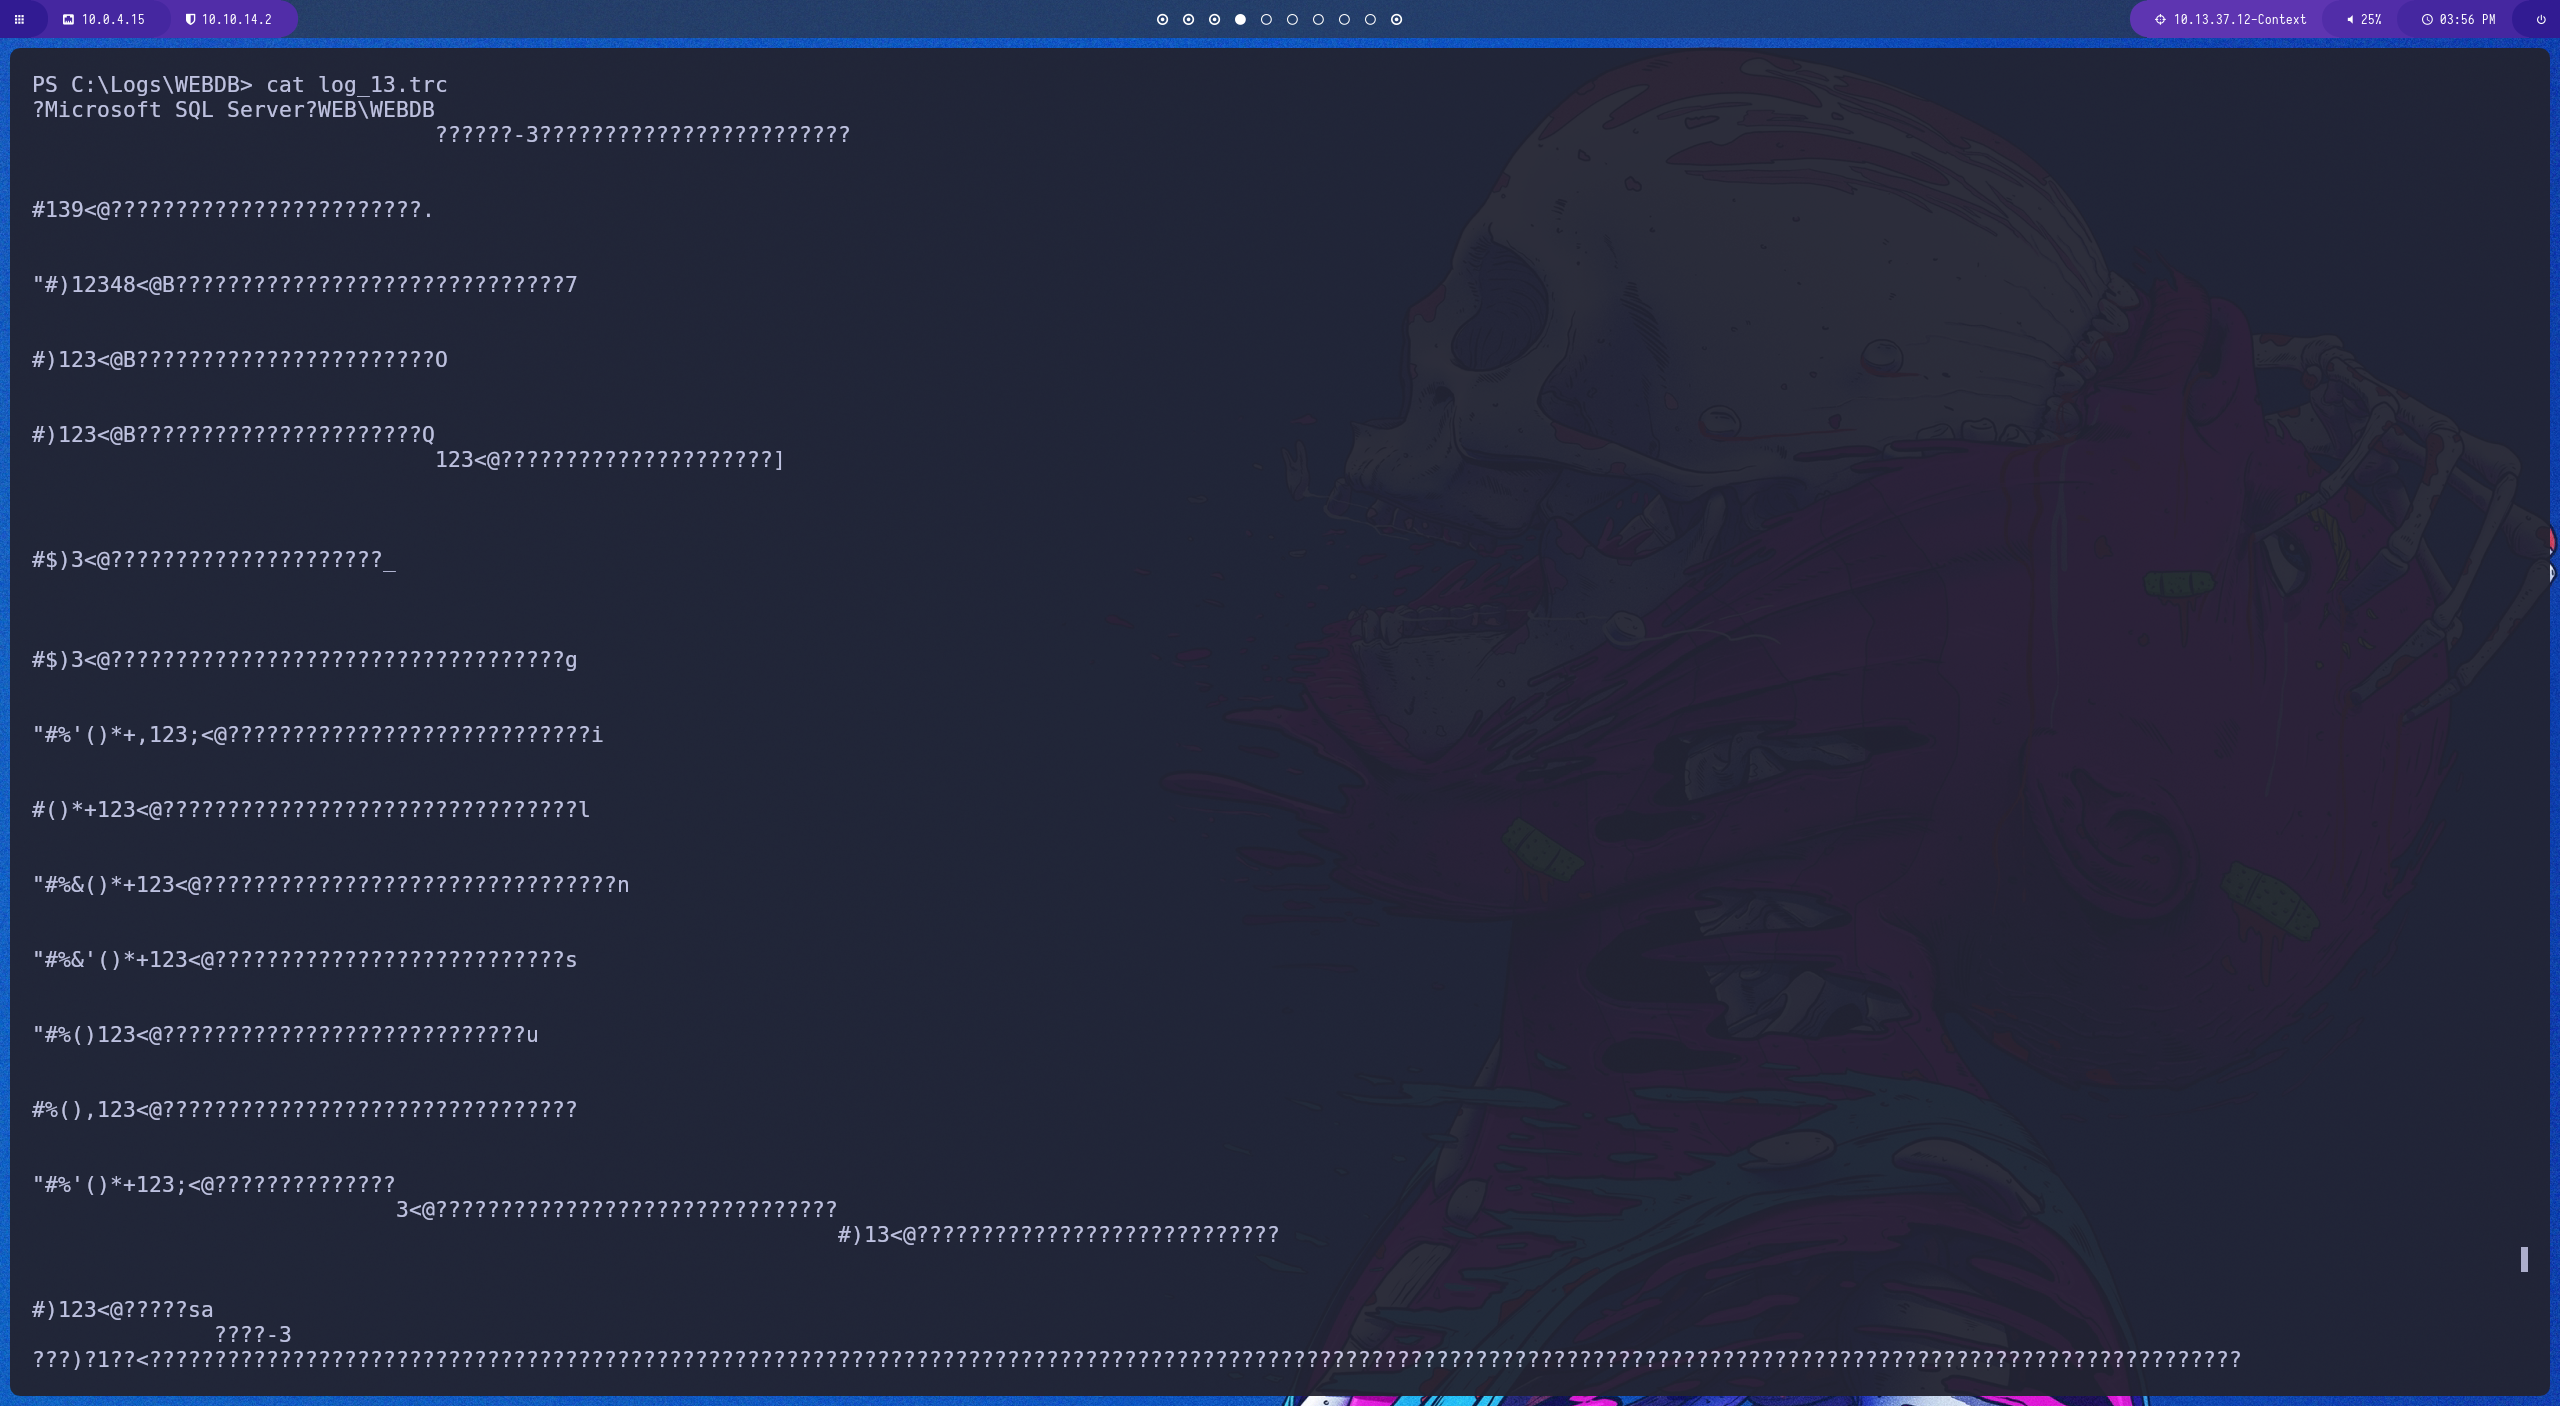 10.0.4.15 10.10.14.2 10.13.37.12-Context 25% 03:56 PM
PS C:\Logs\WEBDB> cat log_13.trc
?Microsoft SQL Server?WEB\WEBDB
??????-3????????????????????????
#139<@????????????????????????.
"#)12348<@B??????????????????????????????7
#)123<@B???????????????????????O
#)123<@B??????????????????????Q
123<@?????????????????????]
#$)3<@?????????????????????_
#$)3<@???????????????????????????????????g
"#%'()*+,123;<@????????????????????????????i
#()*+123<@????????????????????????????????l
"#%&()*+123<@????????????????????????????????n
"#%&'()*+123<@???????????????????????????s
"#%()123<@????????????????????????????u
#%(),123<@????????????????????????????????
"#%'()*+123;<@??????????????
3<@???????????????????????????????
#)13<@????????????????????????????
#)123<@?????sa
????-3
???)?1??<?????????????????????????????????????????????????????????????????????????????????????????????????????????????????????????????????????????????????????????????????